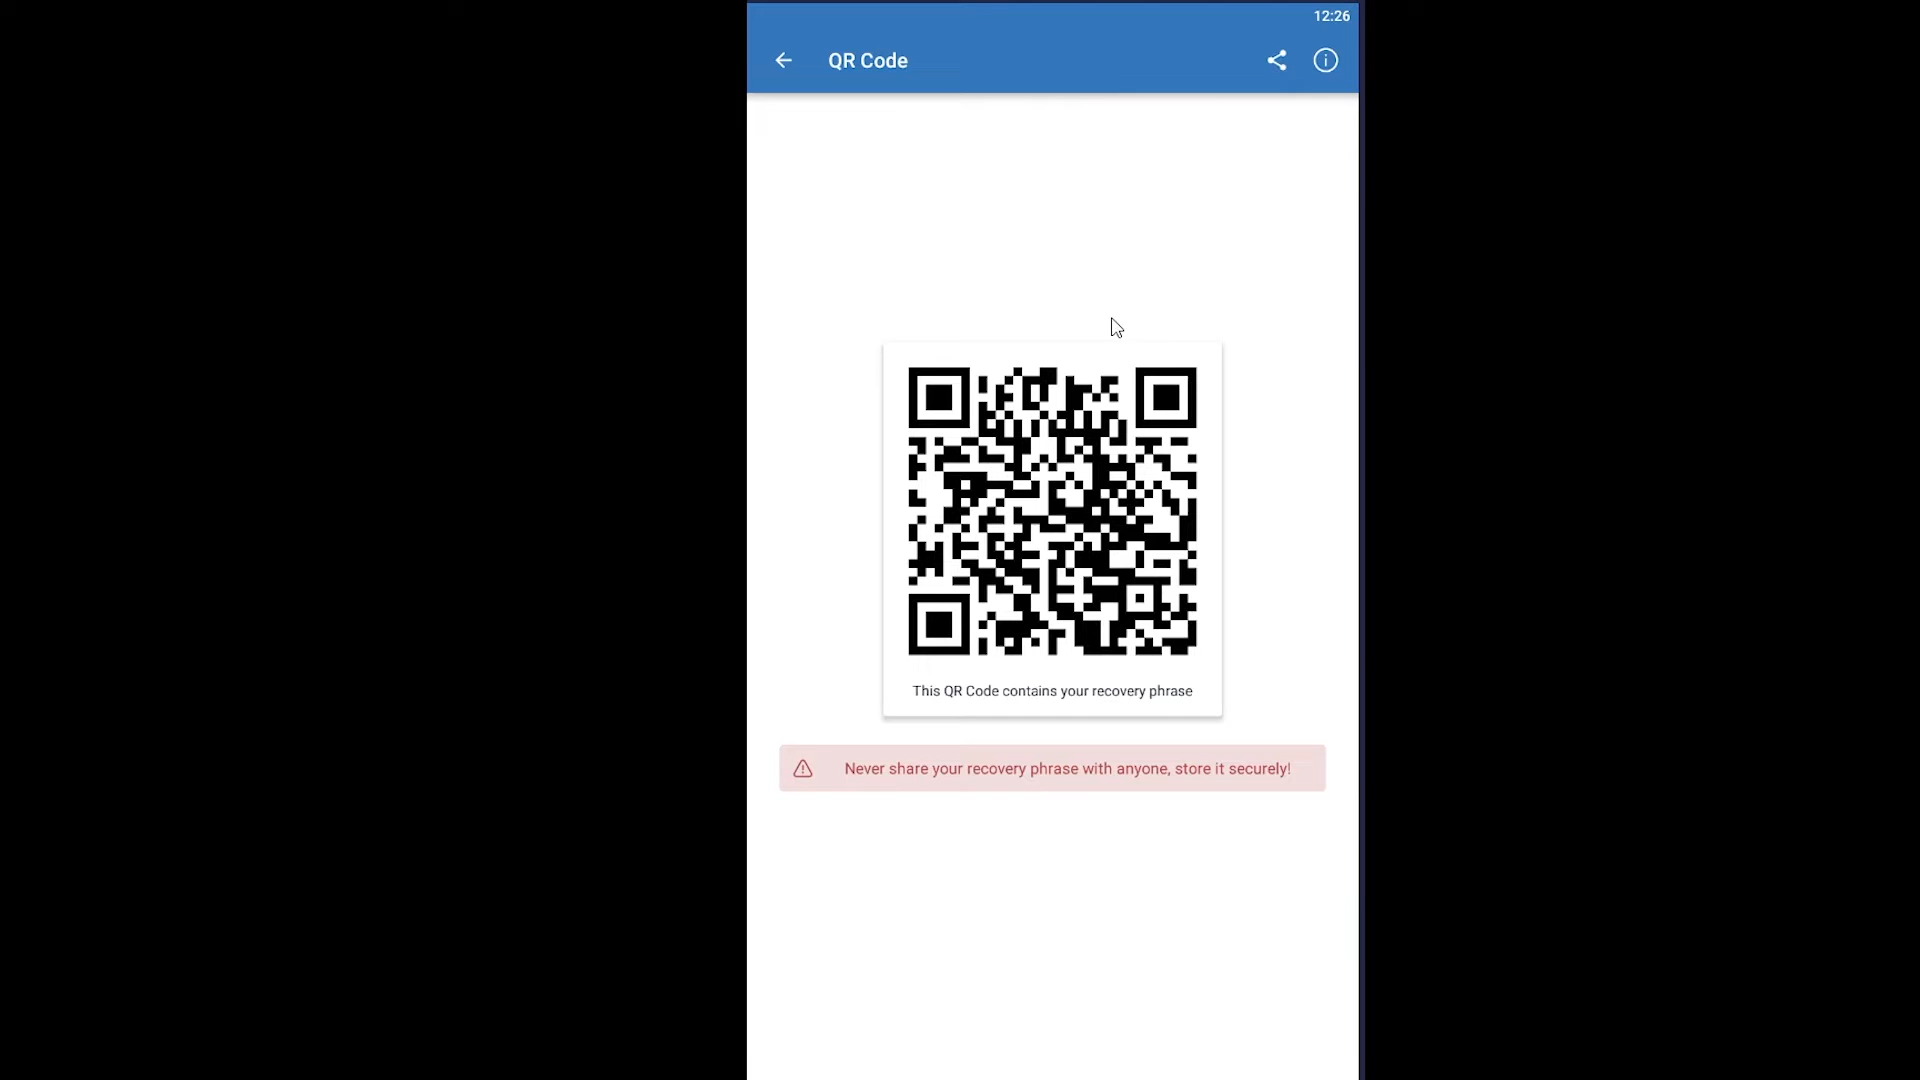 12:26
QR Code
This QR Code contains your recovery phrase
Never share your recovery phrase with anyone, store it securely!